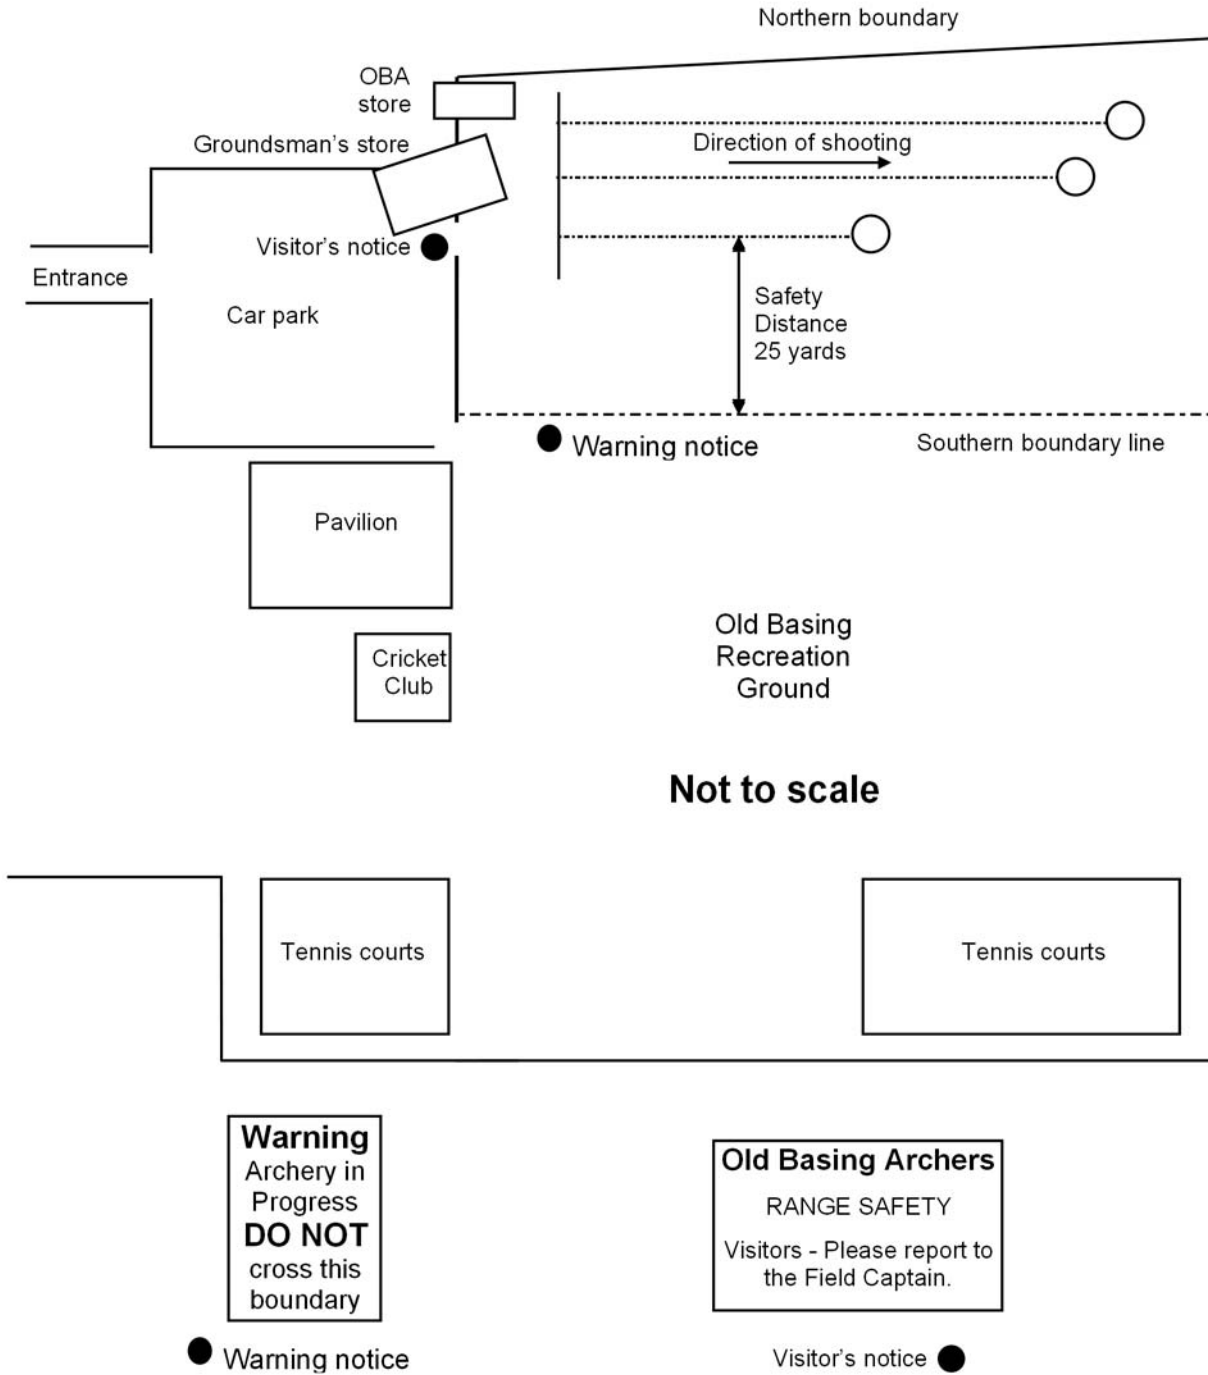 Northern boundary
OBA
store
Groundsman's store
Direction of shooting
Visitor's notice
Entrance
Car park
Safety
Distance
25 yards
Warning notice
Southern boundary line
Pavilion
Old Basing
Recreation
Ground
Cricket
Club
Not to scale
Tennis courts
Tennis courts
Warning
Archery in
Progress
DO NOT
cross this
boundary
Warning notice
Old Basing Archers
RANGE SAFETY
Visitors - Please report to
the Field Captain.
Visitor's notice